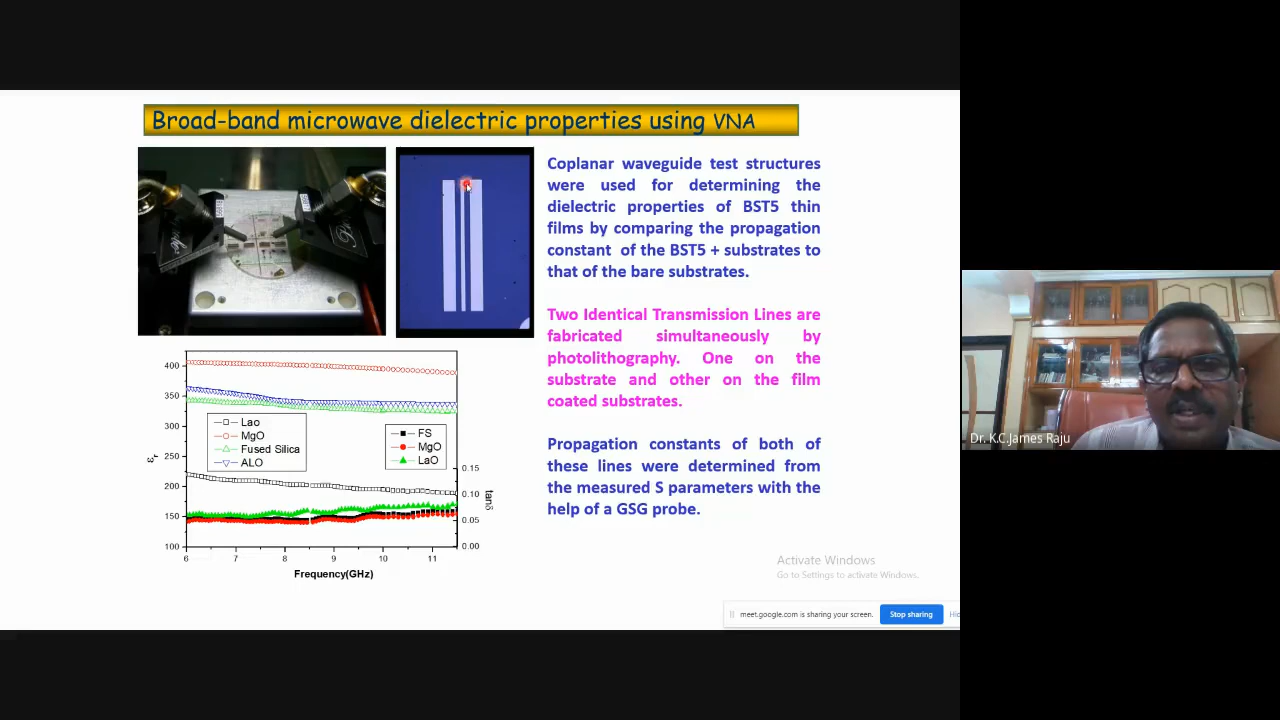 Broad-band microwave dielectric properties using VNA
Coplanar waveguide test structures
were used for determining the
dielectric properties of BST5 thin
films by comparing the propagation
constant of the BST5 + substrates to
that of the bare substrates.
Two Identical Transmission Lines are
fabricated simultaneously by
photolithography. One on the
substrate and other on the film
coated substrates.
Propagation constants of both of
these lines were determined from
the measured S parameters with the
help of a GSG probe.
400
350
300
250
200
150
100
εr
Lao
MgO
Fused Silica
ALO
FS
MgO
LaO
0.15
0.10
0.05
0.00
tanδ
6 7 8 9 10 11
Frequency(GHz)
Dr. K.C.James Raju
Activate Windows
Go to Settings to activate Windows.
meet.google.com is sharing your screen.
Stop sharing